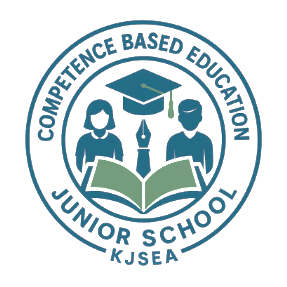 COMPETENCE BASED EDUCATION
JUNIOR SCHOOL
KJSEA